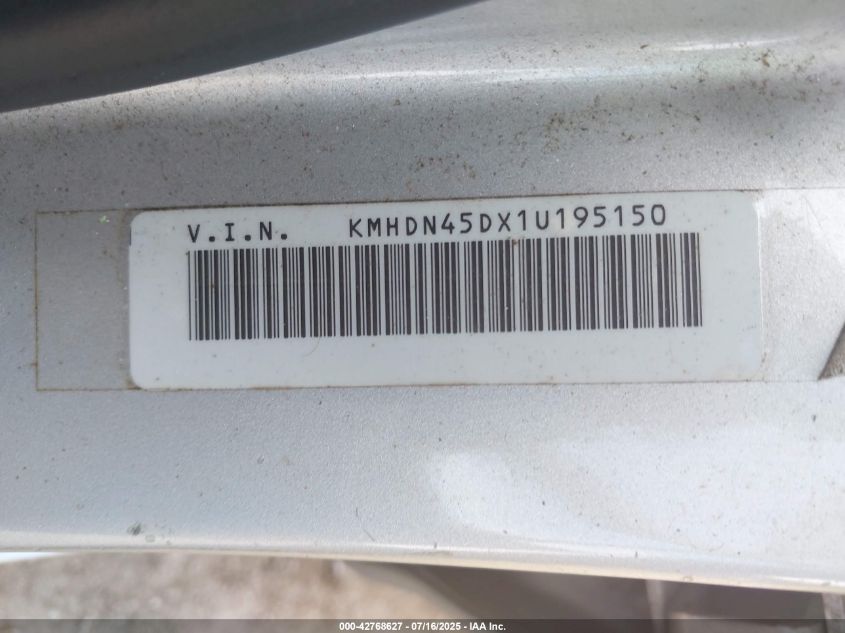 V.I.N. KMHDN45DX1U195150
000-42768627 - 07/16/2025 - IAA Inc.